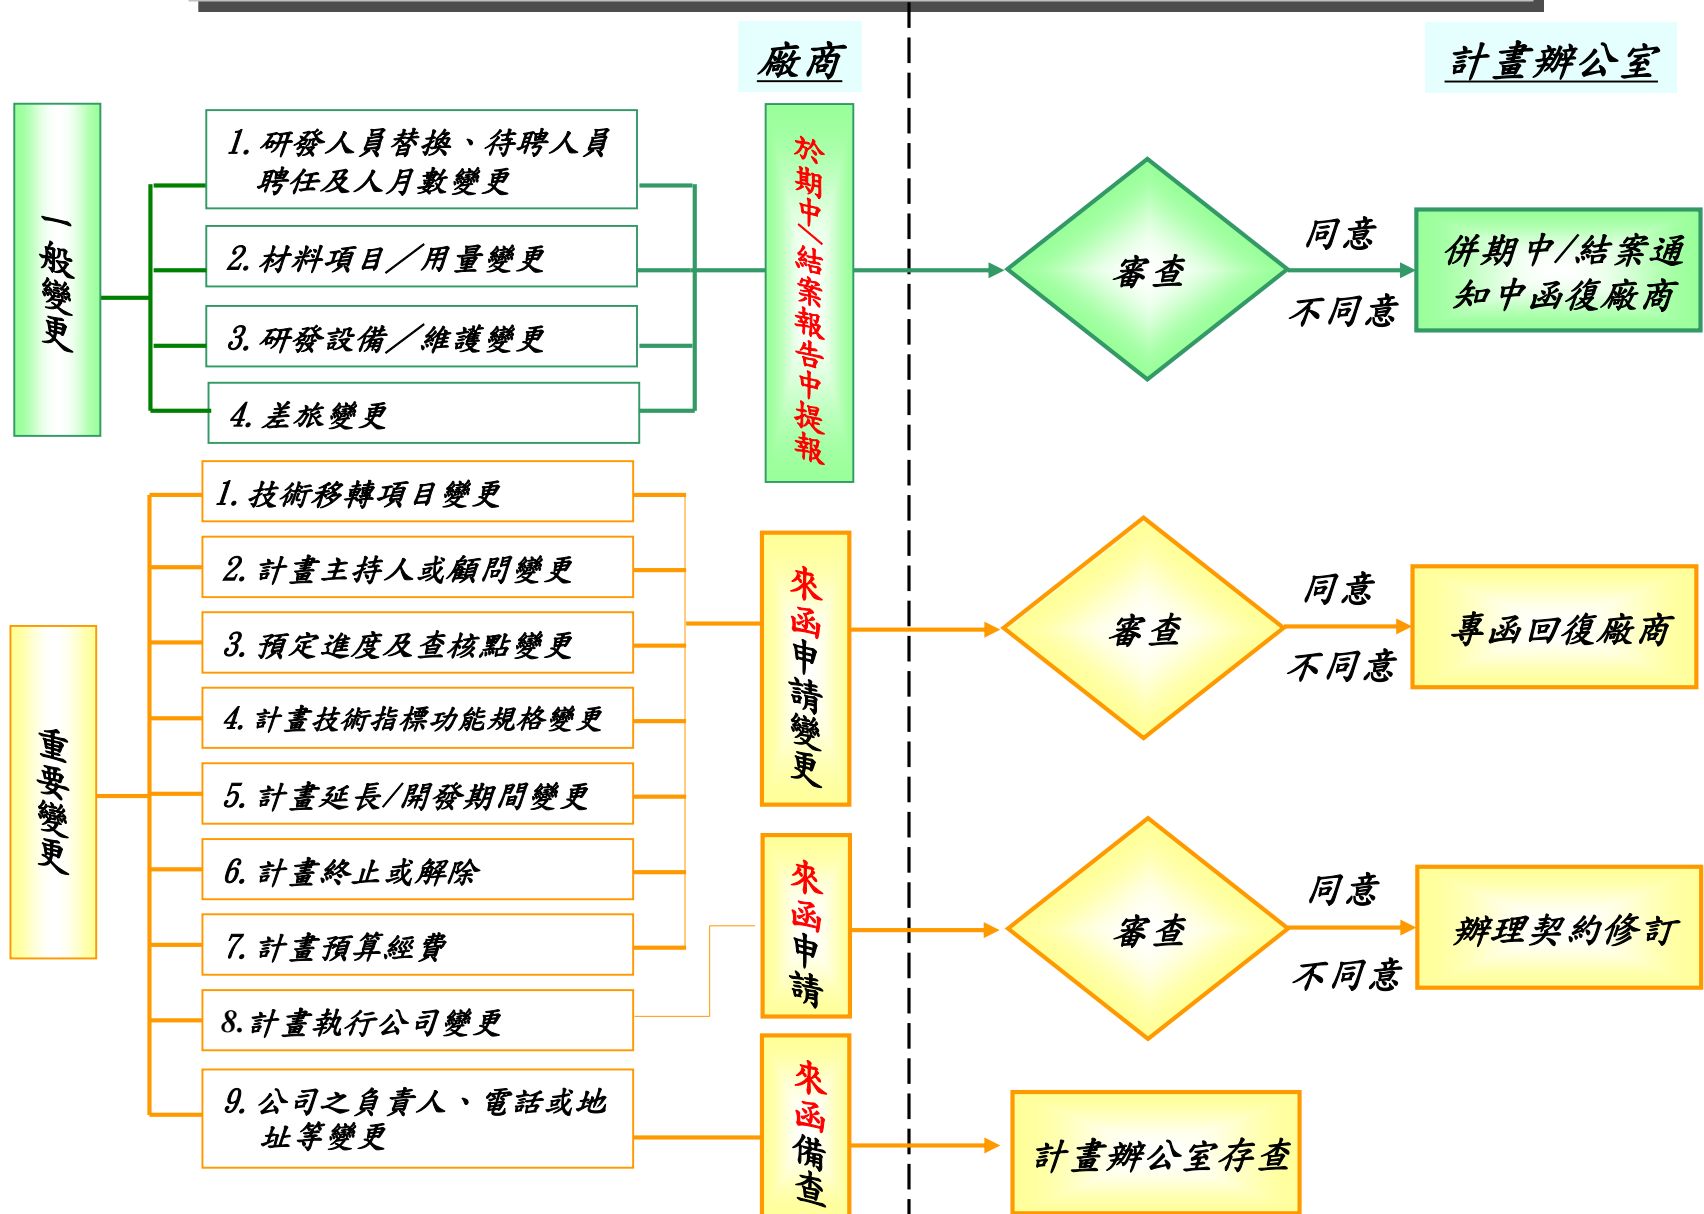 廠商
計畫辦公室
一般變更
1.研發人員替換、待聘人員
聘任及人月數變更
2.材料項目／用量變更
3.研發設備／維護變更
4.差旅變更
於期中/結案報告中提報
審查
同意
不同意
併期中/結案通
知中函復廠商
重要變更
1.技術移轉項目變更
2.計畫主持人或顧問變更
3.預定進度及查核點變更
4.計畫技術指標功能規格變更
5.計畫延長/開發期間變更
6.計畫終止或解除
7.計畫預算經費
8.計畫執行公司變更
9.公司之負責人、電話或地
址等變更
來函申請變更
審查
同意
不同意
專函回復廠商
來函申請
審查
同意
不同意
辦理契約修訂
來函備查
計畫辦公室存查